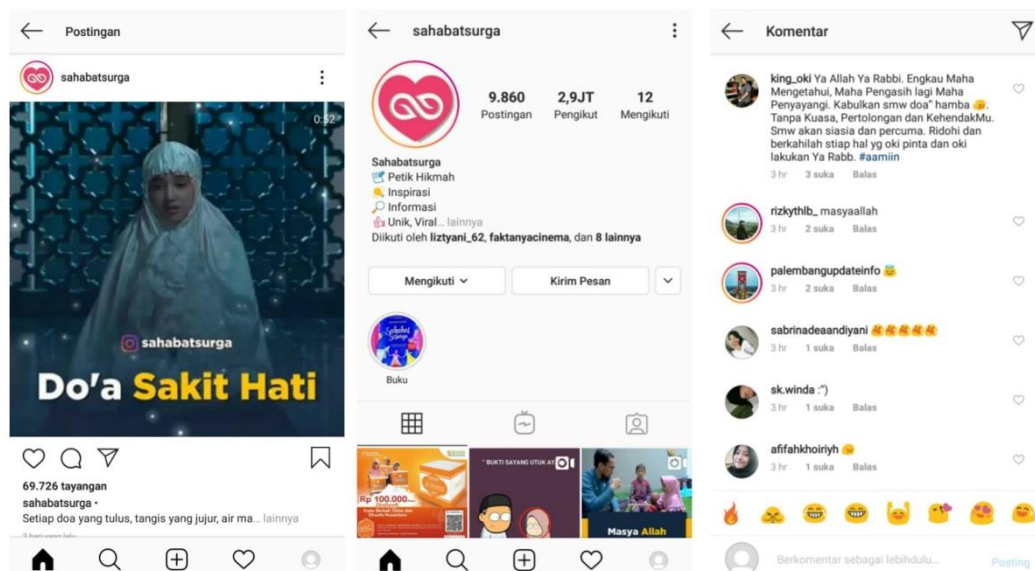 Postingan
sahabatsurga
0:52
sahabatsurga
Do'a Sakit Hati
69.726 tayangan
sahabatsurga •
Setiap doa yang tulus, tangis yang jujur, air ma... lainnya
3 hari yang lalu
sahabatsurga
9.860 2,9JT 12
Postingan Pengikut Mengikuti
Sahabatsurga
Petik Hikmah
Inspirasi
Informasi
Unik, Viral... lainnya
Diikuti oleh liztyani_62, faktanyacinema, dan 8 lainnya
Mengikuti Kirim Pesan
Sahabat Surga
Buku
Rp 100.000
" BUKTI SAYANG UTUK AY
Masya Allah
Komentar
king_oki Ya Allah Ya Rabbi. Engkau Maha
Mengetahui, Maha Pengasih lagi Maha
Penyayangi. Kabulkan smw doa" hamba 🤗.
Tanpa Kuasa, Pertolongan dan KehendakMu.
Smw akan siasia dan percuma. Ridohi dan
berkahilah stiap hal yg oki pinta dan oki
lakukan Ya Rabb. #aamiin
3 hr 3 suka Balas
rizkythlb_ masyaallah
3 hr 2 suka Balas
palembangupdateinfo 😇
3 hr 2 suka Balas
sabrinadeaandiyani
3 hr 1 suka Balas
sk.winda :")
3 hr 1 suka Balas
afifahkhoiriyh 🤗
3 hr 1 suka Balas
Berkomentar sebagai lebihdulu... Posting